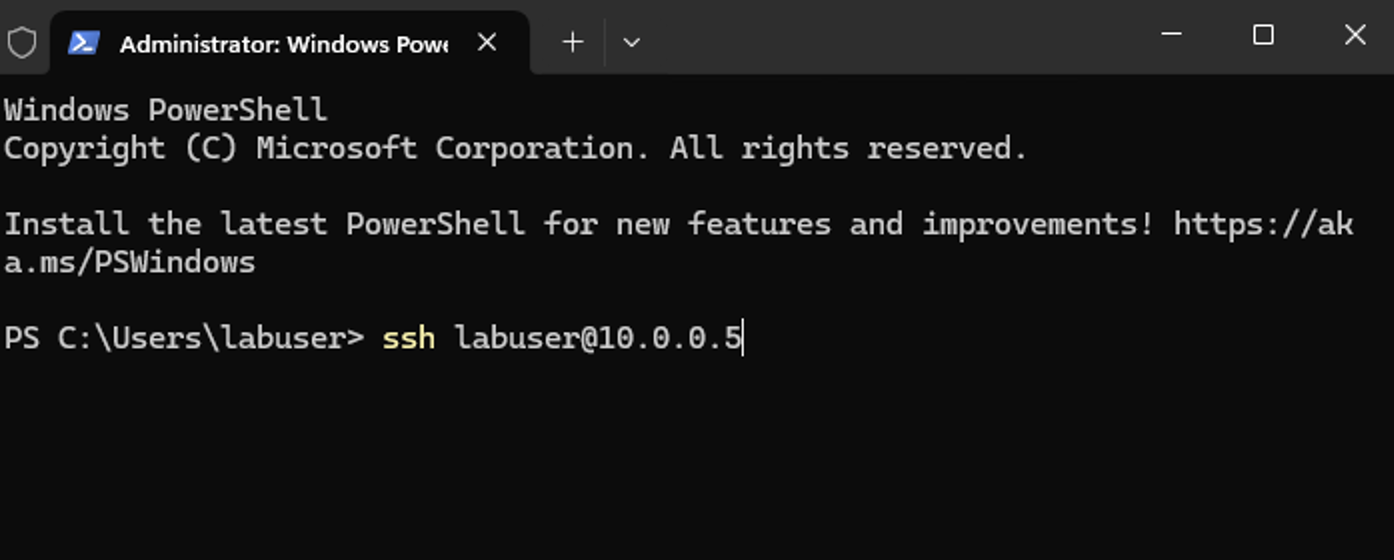 Administrator: Windows Powe
Windows PowerShell
Copyright (C) Microsoft Corporation. All rights reserved.
Install the latest PowerShell for new features and improvements! https://ak
a.ms/PSWindows
PS C:\Users\labuser> ssh labuser@10.0.0.5